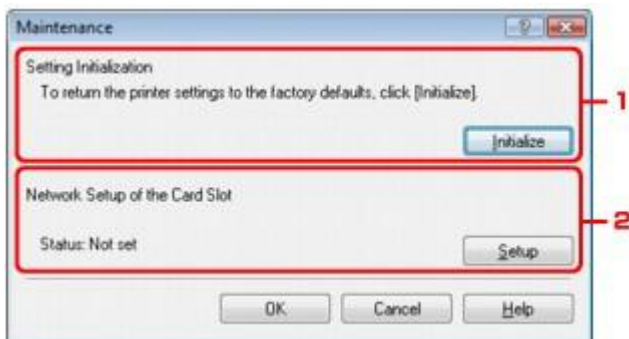 Maintenance
Setting Initialization
To return the printer settings to the factory defaults, click [Initialize].
1
Initialize
Network Setup of the Card Slot
2
Status: Not set
Setup
OK Cancel Help